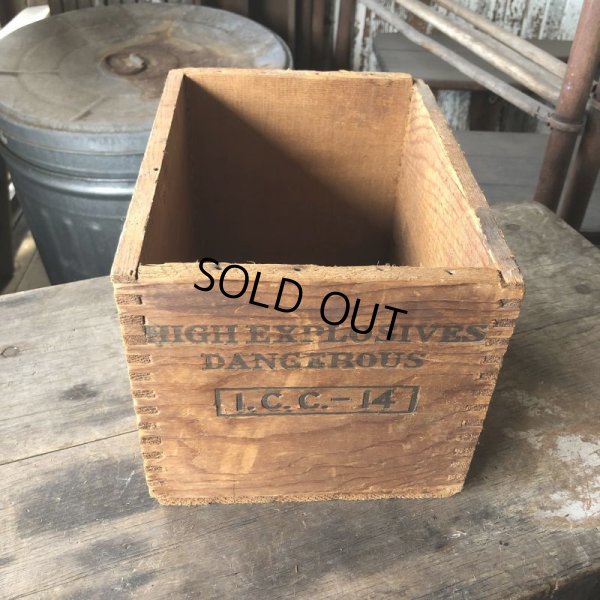 SOLD OUT
HIGH EXPLOSIVES
DANGEROUS
I.C.C.-14